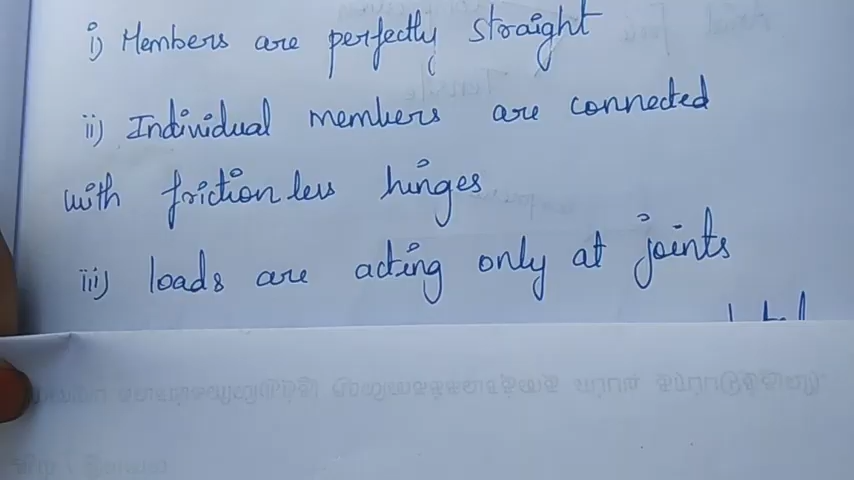 i) Members are perfectly straight
ii) Individual members are connected
with frictionless hinges
iii) loads are acting only at joints